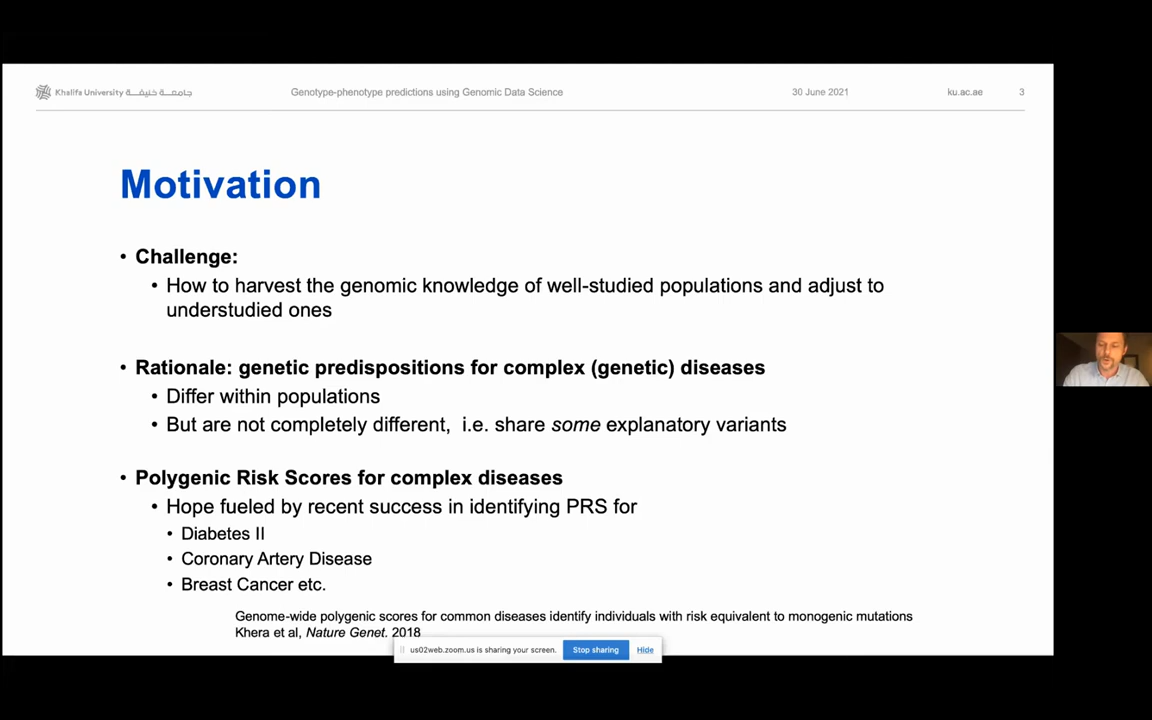 Khalifa University جامعــة خليفــة
Genotype-phenotype predictions using Genomic Data Science
30 June 2021
ku.ac.ae
3
Motivation
• Challenge:
• How to harvest the genomic knowledge of well-studied populations and adjust to
understudied ones
• Rationale: genetic predispositions for complex (genetic) diseases
• Differ within populations
• But are not completely different, i.e. share some explanatory variants
• Polygenic Risk Scores for complex diseases
• Hope fueled by recent success in identifying PRS for
• Diabetes II
• Coronary Artery Disease
• Breast Cancer etc.
Genome-wide polygenic scores for common diseases identify individuals with risk equivalent to monogenic mutations
Khera et al, Nature Genet. 2018
us02web.zoom.us is sharing your screen.
Stop sharing
Hide